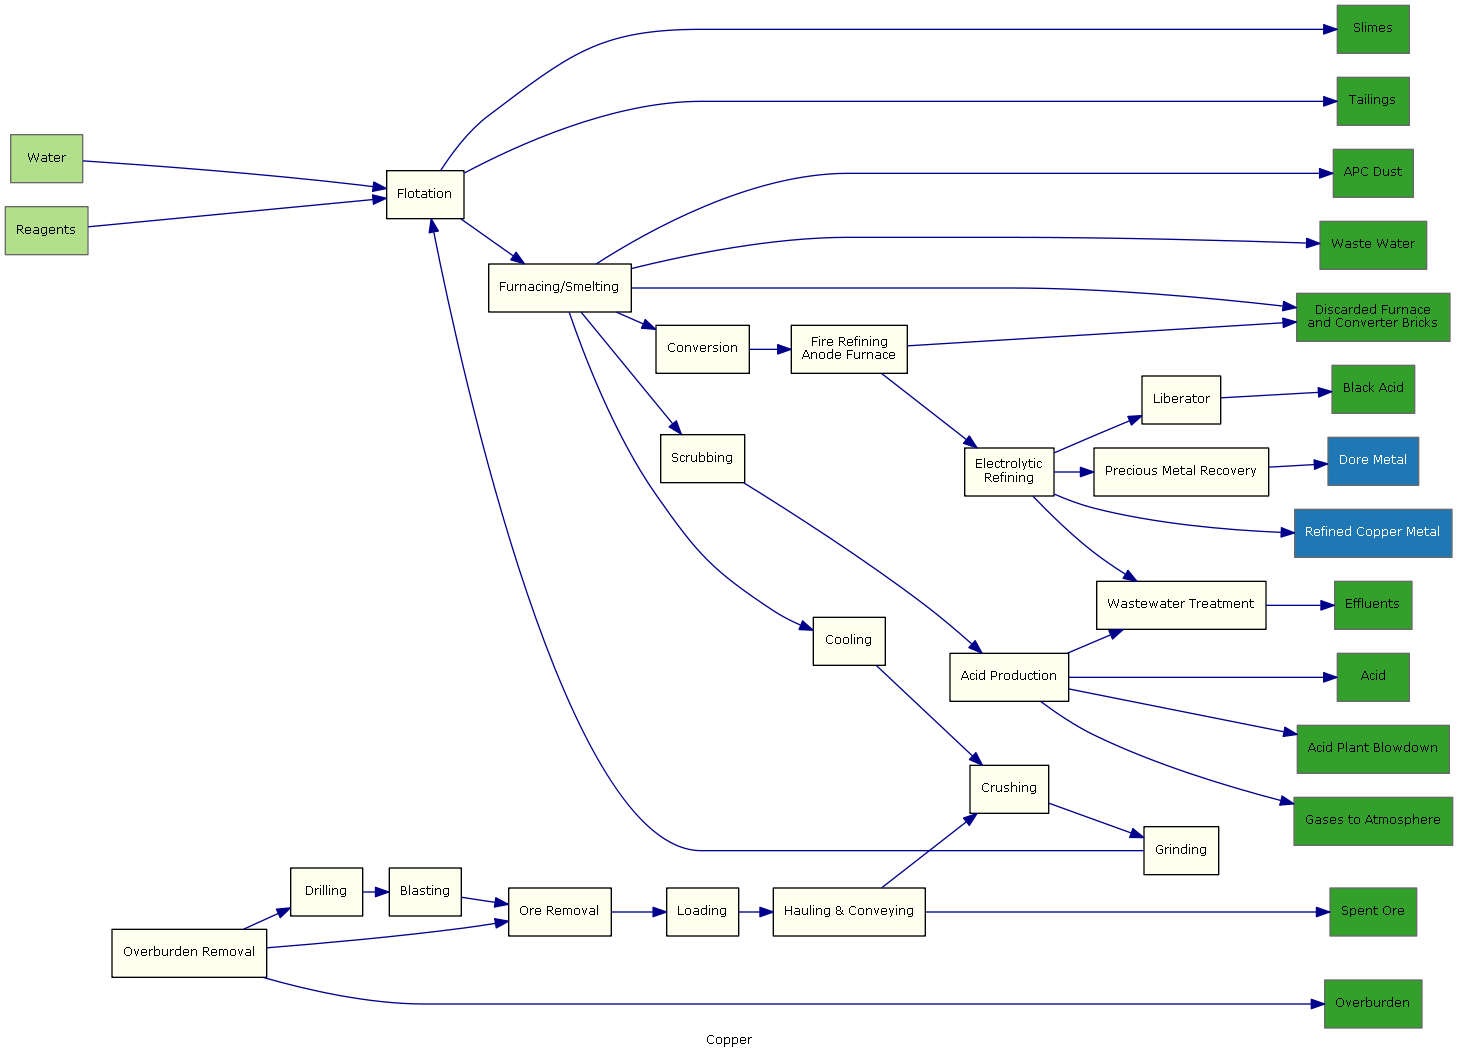 Slimes
Tailings
Water
APC Dust
Flotation
Reagents
Waste Water
Furnacing/Smelting
Discarded Furnace
and Converter Bricks
Conversion
Fire Refining
Anode Furnace
Black Acid
Liberator
Scrubbing
Electrolytic
Refining
Precious Metal Recovery
Dore Metal
Refined Copper Metal
Wastewater Treatment
Effluents
Cooling
Acid Production
Acid
Acid Plant Blowdown
Crushing
Gases to Atmosphere
Grinding
Drilling
Blasting
Ore Removal
Loading
Hauling & Conveying
Spent Ore
Overburden Removal
Overburden
Copper